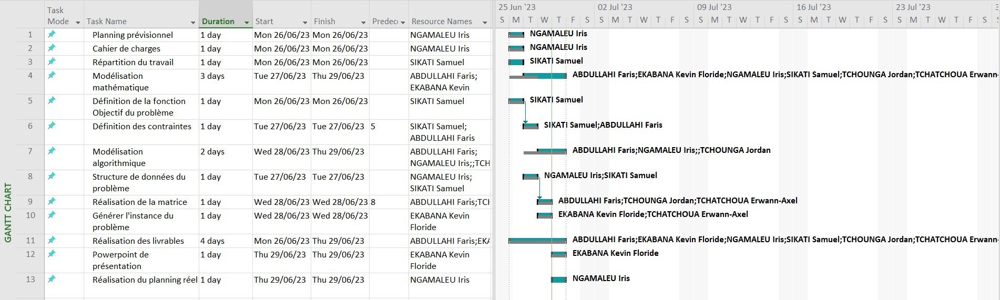 25 Jun '23 02 Jul '23 09 Jul '23 16 Jul '23 23 Jul '23
Task
Mode Task Name Duration Start Finish Predec Resource Names S M T W T F S S M T W T F S S M T W T F S S M T W T F S S M T W T F S
1 Planning prévisionnel 1 day Mon 26/06/23 Mon 26/06/23 NGAMALEU Iris NGAMALEU Iris
2 Cahier de charges 1 day Mon 26/06/23 Mon 26/06/23 NGAMALEU Iris NGAMALEU Iris
3 Répartition du travail 1 day Mon 26/06/23 Mon 26/06/23 SIKATI Samuel SIKATI Samuel
4 Modélisation 3 days Tue 27/06/23 Thu 29/06/23 ABDULLAHI Faris; ABDULLAHI Faris;EKABANA Kevin Floride;NGAMALEU Iris;SIKATI Samuel;TCHOUNGA Jordan;TCHATCHOUA Erwann-
mathématique EKABANA Kevin
5 Définition de la fonction 1 day Mon 26/06/23 Mon 26/06/23 SIKATI Samuel SIKATI Samuel
Objectif du problème
6 Définition des contraintes 1 day Tue 27/06/23 Tue 27/06/23 5 SIKATI Samuel; SIKATI Samuel;ABDULLAHI Faris
ABDULLAHI Faris
7 Modélisation 2 days Wed 28/06/23 Thu 29/06/23 ABDULLAHI Faris; ABDULLAHI Faris;NGAMALEU Iris;;TCHOUNGA Jordan
algorithmique NGAMALEU Iris;;TCH
8 Structure de données du 1 day Tue 27/06/23 Tue 27/06/23 NGAMALEU Iris; NGAMALEU Iris;SIKATI Samuel
problème SIKATI Samuel
9 Réalisation de la matrice 1 day Wed 28/06/23 Wed 28/06/23 8 ABDULLAHI Faris;TCH ABDULLAHI Faris;TCHOUNGA Jordan;TCHATCHOUA Erwann-Axel
10 Générer l'instance du 1 day Wed 28/06/23 Wed 28/06/23 EKABANA Kevin EKABANA Kevin Floride;TCHATCHOUA Erwann-Axel
problème Floride
11 Réalisation des livrables 4 days Mon 26/06/23 Thu 29/06/23 ABDULLAHI Faris;EKA ABDULLAHI Faris;EKABANA Kevin Floride;NGAMALEU Iris;SIKATI Samuel;TCHOUNGA Jordan;TCHATCHOUA Erwann-
12 Powerpoint de 1 day Thu 29/06/23 Thu 29/06/23 EKABANA Kevin EKABANA Kevin Floride
présentation Floride
13 Réalisation du planning réel 1 day Thu 29/06/23 Thu 29/06/23 NGAMALEU Iris NGAMALEU Iris
GANTT CHART